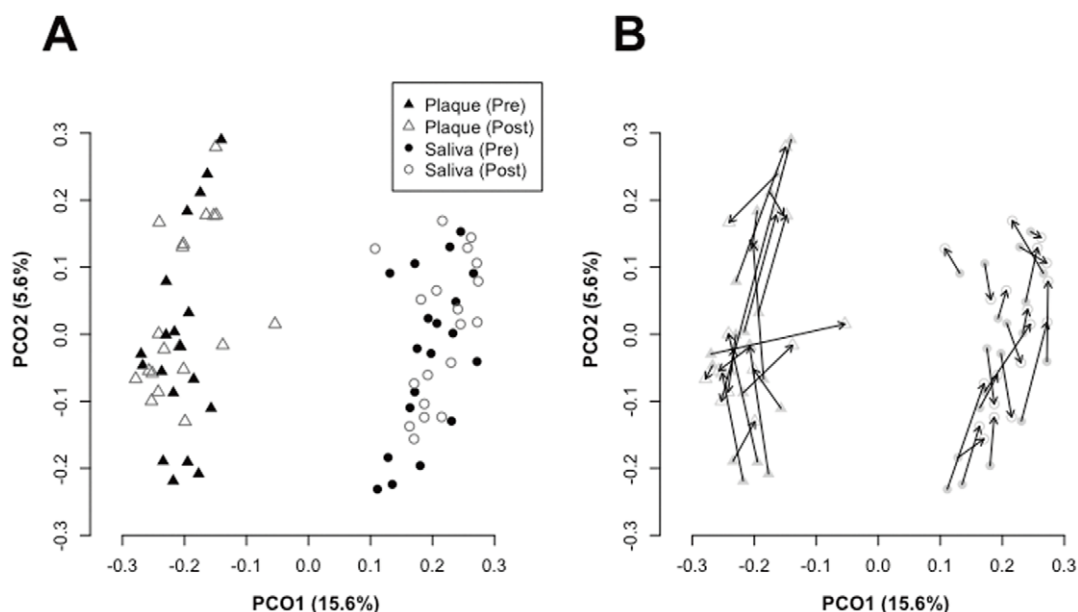 A
B
Plaque (Pre)
Plaque (Post)
Saliva (Pre)
Saliva (Post)
PCO2 (5.6%)
0.3
0.2
0.1
0.0
-0.1
-0.2
-0.3
-0.3
-0.2
-0.1
0.0
0.1
0.2
0.3
PCO1 (15.6%)
PCO2 (5.6%)
0.3
0.2
0.1
0.0
-0.1
-0.2
-0.3
-0.3
-0.2
-0.1
0.0
0.1
0.2
0.3
PCO1 (15.6%)